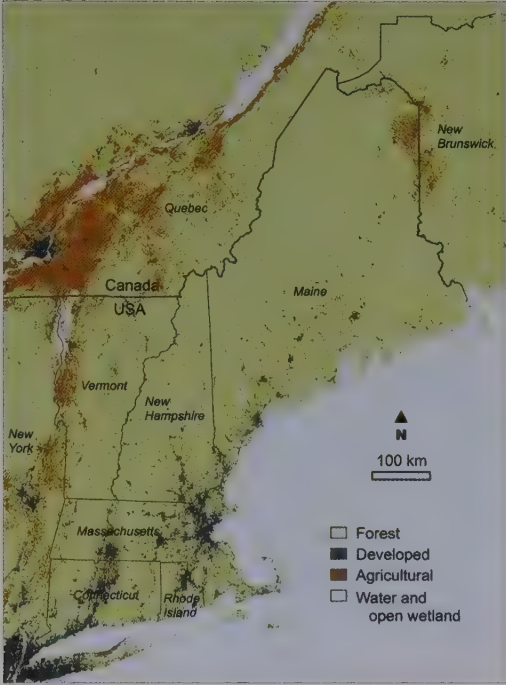 New
Brunswick
Quebec
Canada
USA
Maine
Vermont
New
Hampshire
New
York
N
100 km
Massachusetts
Connecticut
Rhode
Island
Forest
Developed
Agricultural
Water and
open wetland